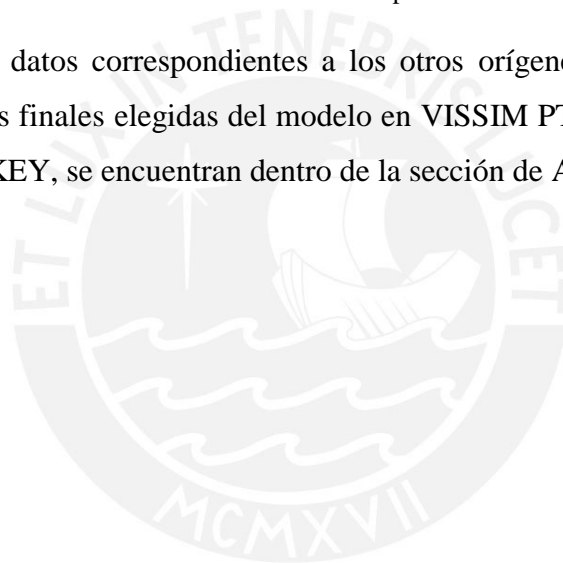 datos correspondientes a los otros orígen
s finales elegidas del modelo en VISSIM PT
KEY, se encuentran dentro de la sección de A
ET LUX IN TENEBRIS LUCET
MCMXVII